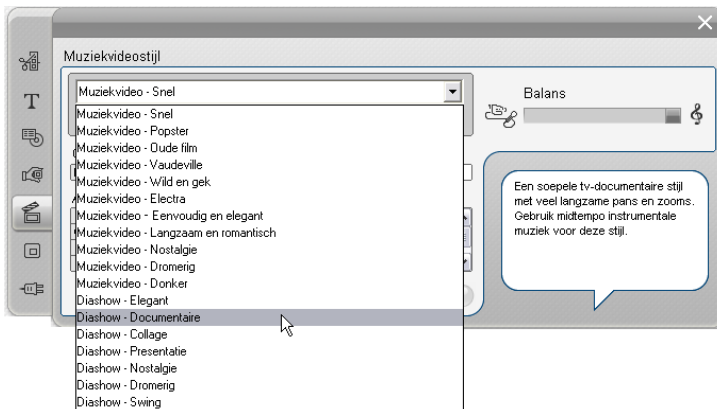 Muziekvideostijl
Muziekvideo - Snel
Balans
Muziekvideo - Snel
Muziekvideo - Popster
Muziekvideo - Oude film
Muziekvideo - Vaudeville
Muziekvideo - Wild en gek
Muziekvideo - Electra
Muziekvideo - Eenvoudig en elegant
Muziekvideo - Langzaam en romantisch
Muziekvideo - Nostalgie
Muziekvideo - Dromerig
Muziekvideo - Donker
Diashow - Elegant
Diashow - Documentaire
Diashow - Collage
Diashow - Presentatie
Diashow - Nostalgie
Diashow - Dromerig
Diashow - Swing
Een soepele tv-documentaire stijl
met veel langzame pans en zooms.
Gebruik midtempo instrumentale
muziek voor deze stijl.
T